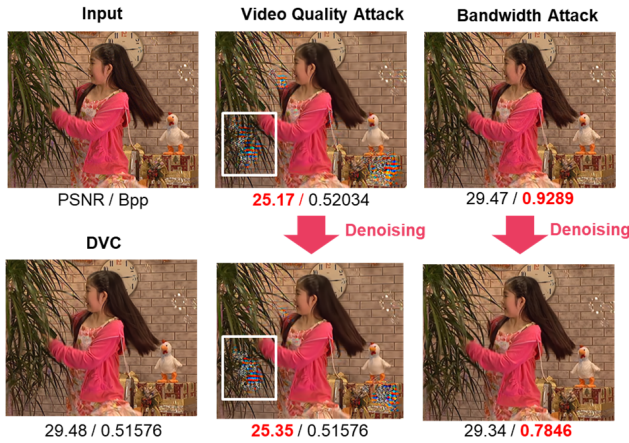 Input
Video Quality Attack
Bandwidth Attack
PSNR / Bpp
25.17 / 0.52034
29.47 / 0.9289
Denoising
Denoising
DVC
29.48 / 0.51576
25.35 / 0.51576
29.34 / 0.7846